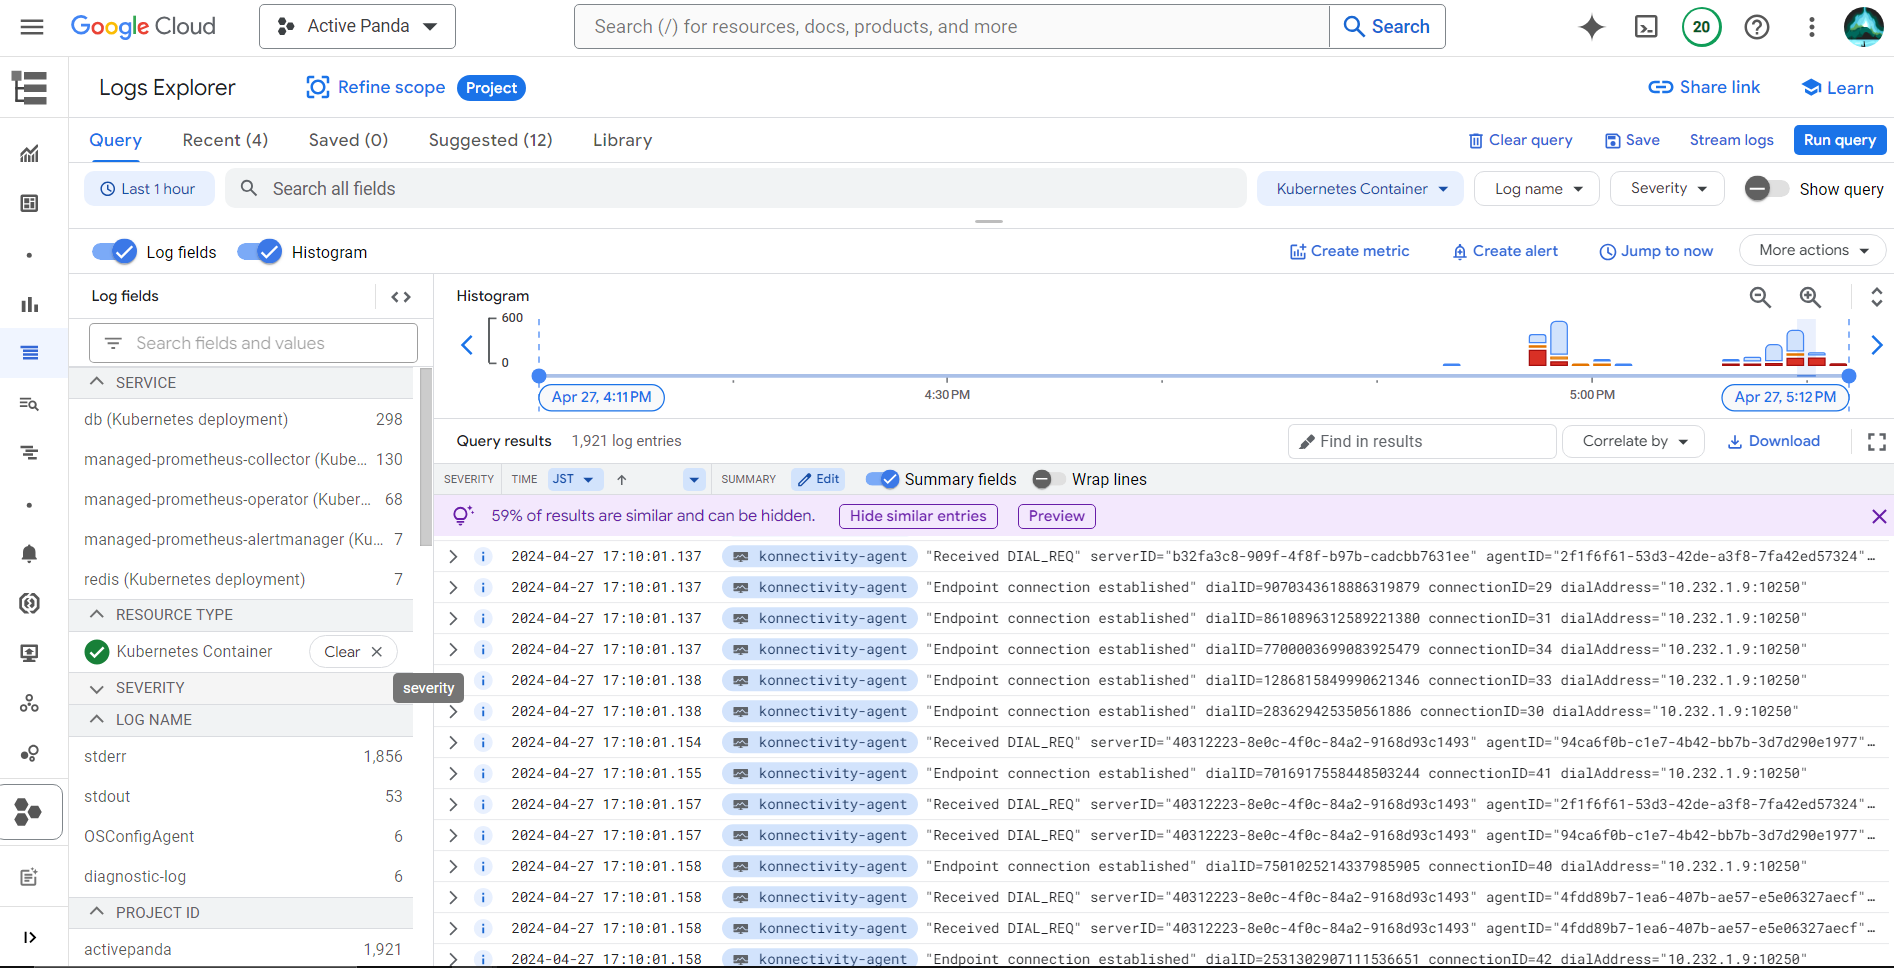 Google Cloud
Active Panda
Search (/) for resources, docs, products, and more
Search
20
Logs Explorer
Refine scope
Project
Share link
Learn
Query
Recent (4)
Saved (0)
Suggested (12)
Library
Clear query
Save
Stream logs
Run query
Last 1 hour
Search all fields
Kubernetes Container
Log name
Severity
Show query
Log fields
Histogram
Create metric
Create alert
Jump to now
More actions
Log fields
Search fields and values
SERVICE
db (Kubernetes deployment) 298
managed-prometheus-collector (Kube... 130
managed-prometheus-operator (Kuber... 68
managed-prometheus-alertmanager (Ku... 7
redis (Kubernetes deployment) 7
RESOURCE TYPE
Kubernetes Container Clear
SEVERITY
severity
LOG NAME
stderr 1,856
stdout 53
OSConfigAgent 6
diagnostic-log 6
PROJECT ID
activepanda 1,921
Histogram
600
0
Apr 27, 4:11PM
4:30PM
5:00PM
Apr 27, 5:12PM
Query results 1,921 log entries
Find in results
Correlate by
Download
SEVERITY TIME JST SUMMARY Edit Summary fields Wrap lines
59% of results are similar and can be hidden. Hide similar entries Preview
2024-04-27 17:10:01.137 konnectivity-agent "Received DIAL_REQ" serverID="b32fa3c8-909f-4f8f-b97b-cadcbb7631ee" agentID="2f1f6f61-53d3-42de-a3f8-7fa42ed57324"…
2024-04-27 17:10:01.137 konnectivity-agent "Endpoint connection established" dialID=9070343618886319879 connectionID=29 dialAddress="10.232.1.9:10250"
2024-04-27 17:10:01.137 konnectivity-agent "Endpoint connection established" dialID=8610896312589221380 connectionID=31 dialAddress="10.232.1.9:10250"
2024-04-27 17:10:01.137 konnectivity-agent "Endpoint connection established" dialID=7700003699083925479 connectionID=34 dialAddress="10.232.1.9:10250"
2024-04-27 17:10:01.138 konnectivity-agent "Endpoint connection established" dialID=1286815849990621346 connectionID=33 dialAddress="10.232.1.9:10250"
2024-04-27 17:10:01.138 konnectivity-agent "Endpoint connection established" dialID=283629425350561886 connectionID=30 dialAddress="10.232.1.9:10250"
2024-04-27 17:10:01.154 konnectivity-agent "Received DIAL_REQ" serverID="40312223-8e0c-4f0c-84a2-9168d93c1493" agentID="94ca6f0b-c1e7-4b42-bb7b-3d7d290e1977"…
2024-04-27 17:10:01.155 konnectivity-agent "Endpoint connection established" dialID=7016917558448503244 connectionID=41 dialAddress="10.232.1.9:10250"
2024-04-27 17:10:01.157 konnectivity-agent "Received DIAL_REQ" serverID="40312223-8e0c-4f0c-84a2-9168d93c1493" agentID="2f1f6f61-53d3-42de-a3f8-7fa42ed57324"…
2024-04-27 17:10:01.157 konnectivity-agent "Received DIAL_REQ" serverID="40312223-8e0c-4f0c-84a2-9168d93c1493" agentID="94ca6f0b-c1e7-4b42-bb7b-3d7d290e1977"…
2024-04-27 17:10:01.158 konnectivity-agent "Endpoint connection established" dialID=7501025214337985905 connectionID=40 dialAddress="10.232.1.9:10250"
2024-04-27 17:10:01.158 konnectivity-agent "Received DIAL_REQ" serverID="40312223-8e0c-4f0c-84a2-9168d93c1493" agentID="4fdd89b7-1ea6-407b-ae57-e5e06327aecf"…
2024-04-27 17:10:01.158 konnectivity-agent "Received DIAL_REQ" serverID="40312223-8e0c-4f0c-84a2-9168d93c1493" agentID="4fdd89b7-1ea6-407b-ae57-e5e06327aecf"…
2024-04-27 17:10:01.158 konnectivity-agent "Endpoint connection established" dialID=2531302907111536651 connectionID=42 dialAddress="10.232.1.9:10250"